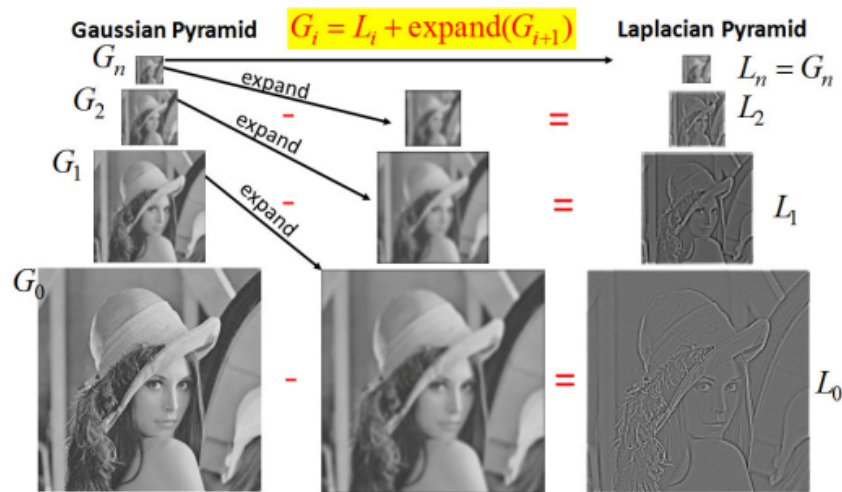 Gaussian Pyramid
G_i = L_i + expand(G_{i+1})
Laplacian Pyramid
G_n
expand
L_n = G_n
G_2
-
=
L_2
expand
G_1
-
=
L_1
expand
G_0
-
=
L_0